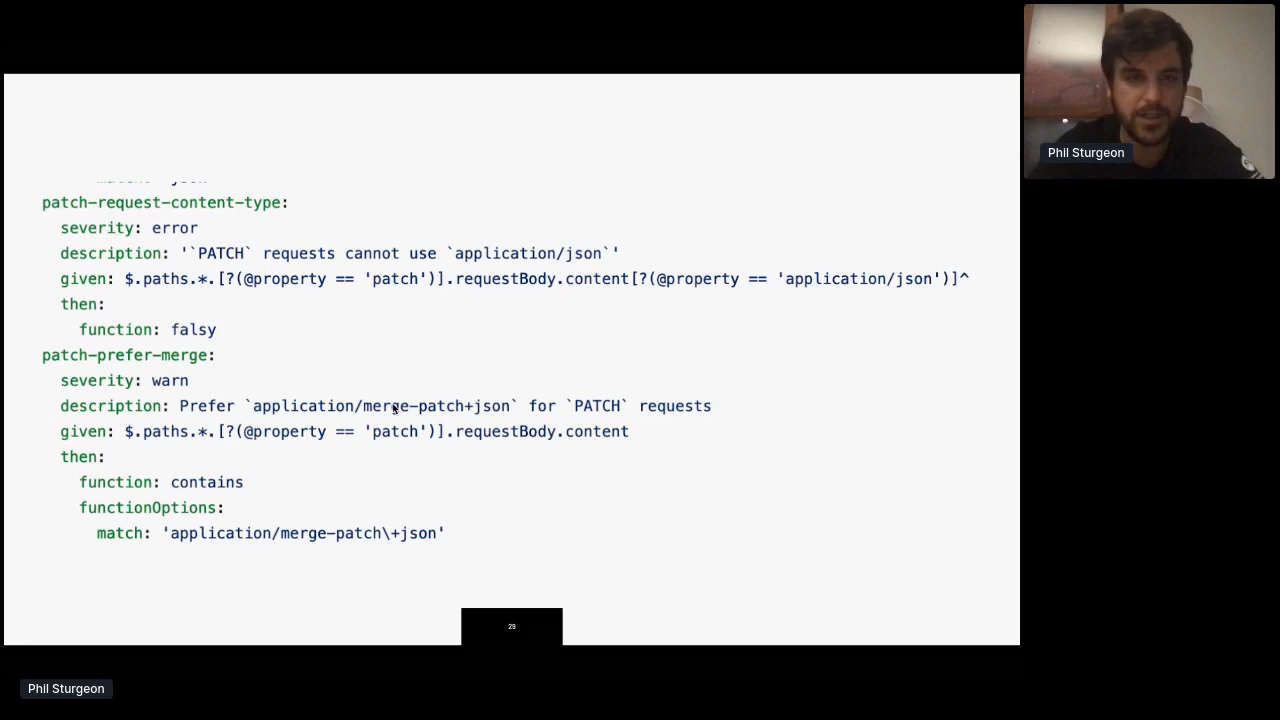 patch-request-content-type:
severity: error
description: '`PATCH` requests cannot use `application/json`'
given: $.paths.*.[?(@property == 'patch')].requestBody.content[?(@property == 'application/json')]^
then:
function: falsy
patch-prefer-merge:
severity: warn
description: Prefer `application/merge-patch+json` for `PATCH` requests
given: $.paths.*.[?(@property == 'patch')].requestBody.content
then:
function: contains
functionOptions:
match: 'application/merge-patch\+json'
29
Phil Sturgeon
Phil Sturgeon